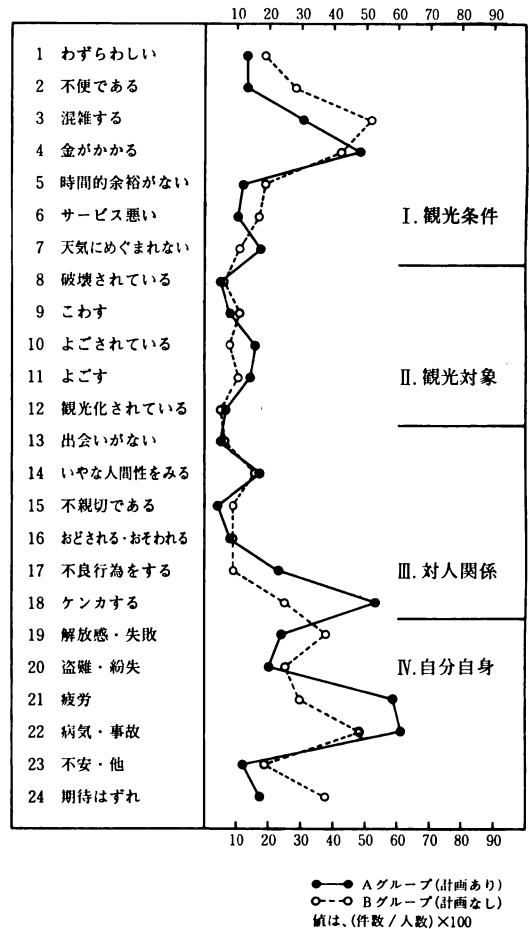 10 20 30 40 50 60 70 80 90
1 わずらわしい
2 不便である
3 混雑する
4 金がかかる
5 時間的余裕がない
6 サービス悪い
7 天気にめぐまれない
8 破壊されている
9 こわす
10 よごされている
11 よごす
12 観光化されている
13 出会いがない
14 いやな人間性をみる
15 不親切である
16 おどされる・おそわれる
17 不良行為をする
18 ケンカする
19 解放感・失敗
20 盗難・紛失
21 疲労
22 病気・事故
23 不安・他
24 期待はずれ
I.観光条件
II.観光対象
III.対人関係
IV.自分自身
10 20 30 40 50 60 70 80 90
Aグループ(計画あり)
Bグループ(計画なし)
値は、(件数/人数)×100